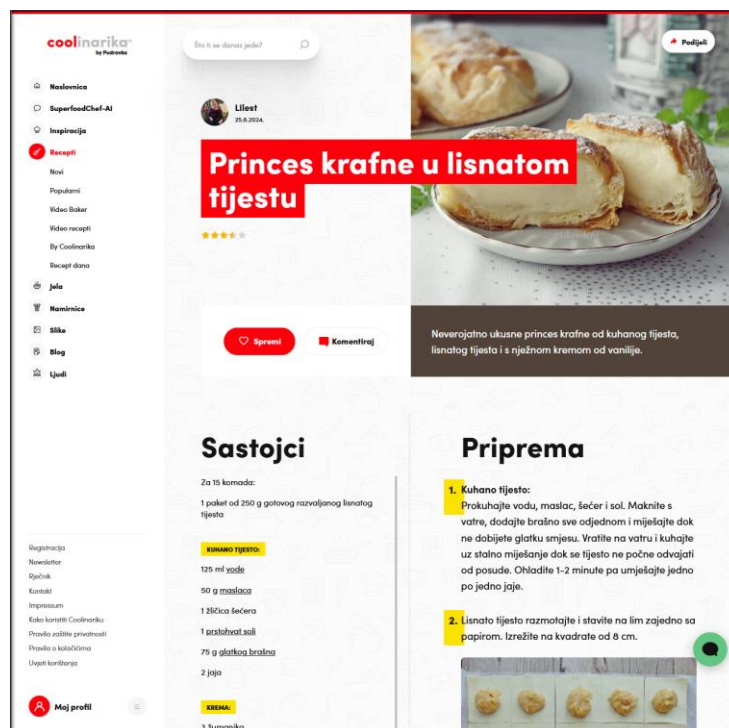 coolinarika
by Podravka
Što ti se danas jede?
Podijeli
Naslovnica
SuperfoodChef-AI
Inspiracija
Recepti
Novi
Popularni
Video Baker
Video recepti
By Coolinarika
Recept dana
Jela
Namirnice
Slike
Blog
Ljudi
Registracija
Newsletter
Rječnik
Kontakt
Impressum
Kako koristiti Coolinariku
Pravila zaštite privatnosti
Pravila o kolačićima
Uvjeti korištenja
Moj profil
LIlest
25.6.2024.
Princes krafne u lisnatom
tijestu
Spremi
Komentiraj
Neverojatno ukusne princes krafne od kuhanog tijesta,
lisnatog tijesta i s nježnom kremom od vanilije.
Sastojci
Za 15 komada:
1 paket od 250 g gotovog razvaljanog lisnatog
tijesta
KUHANO TIJESTO:
125 ml vode
50 g maslaca
1 žličica šećera
1 prstohvat soli
75 g glatkog brašna
2 jaja
KREMA:
3 žumanjka
Priprema
1. Kuhano tijesto:
Prokuhajte vodu, maslac, šećer i sol. Maknite s
vatre, dodajte brašno sve odjednom i miješajte dok
ne dobijete glatku smjesu. Vratite na vatru i kuhajte
uz stalno miješanje dok se tijesto ne počne odvajati
od posude. Ohladite 1-2 minute pa umješajte jedno
po jedno jaje.
2. Lisnato tijesto razmotajte i stavite na lim zajedno sa
papirom. Izrežite na kvadrate od 8 cm.